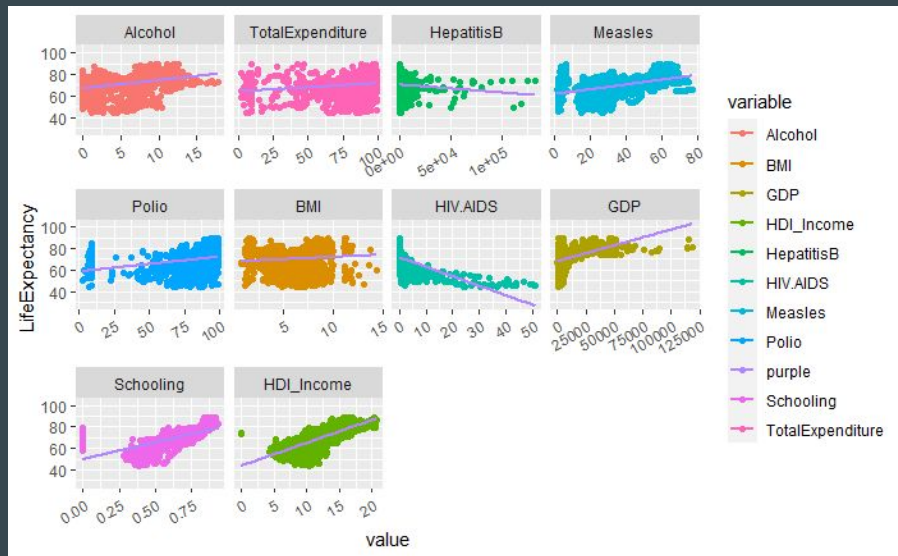 Alcohol TotalExpenditure HepatitisB Measles
100
80
60
40
0 5 10 15 0 25 50 75 100 0e+00 5e+04 1e+05 0 20 40 60 80
Polio BMI HIV.AIDS GDP
100
80
60
40
0 25 50 75 100 5 10 15 0 10 20 30 40 50 0 25000 50000 75000 100000 125000
Schooling HDI_Income
100
80
60
40
0.00 0.25 0.50 0.75 0 5 10 15 20
LifeExpectancy
value
variable
Alcohol
BMI
GDP
HDI_Income
HepatitisB
HIV.AIDS
Measles
Polio
purple
Schooling
TotalExpenditure